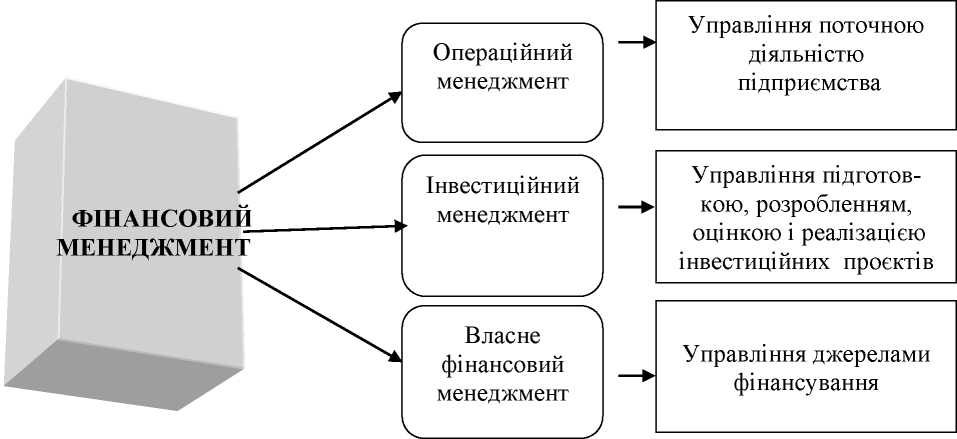 ФІНАНСОВИЙ
МЕНЕДЖМЕНТ
Операційний
менеджмент
Управління поточною
діяльністю
підприємства
Інвестиційний
менеджмент
Управління підготов-
кою, розробленням,
оцінкою і реалізацією
інвестиційних проєктів
Власне
фінансовий
менеджмент
Управління джерелами
фінансування